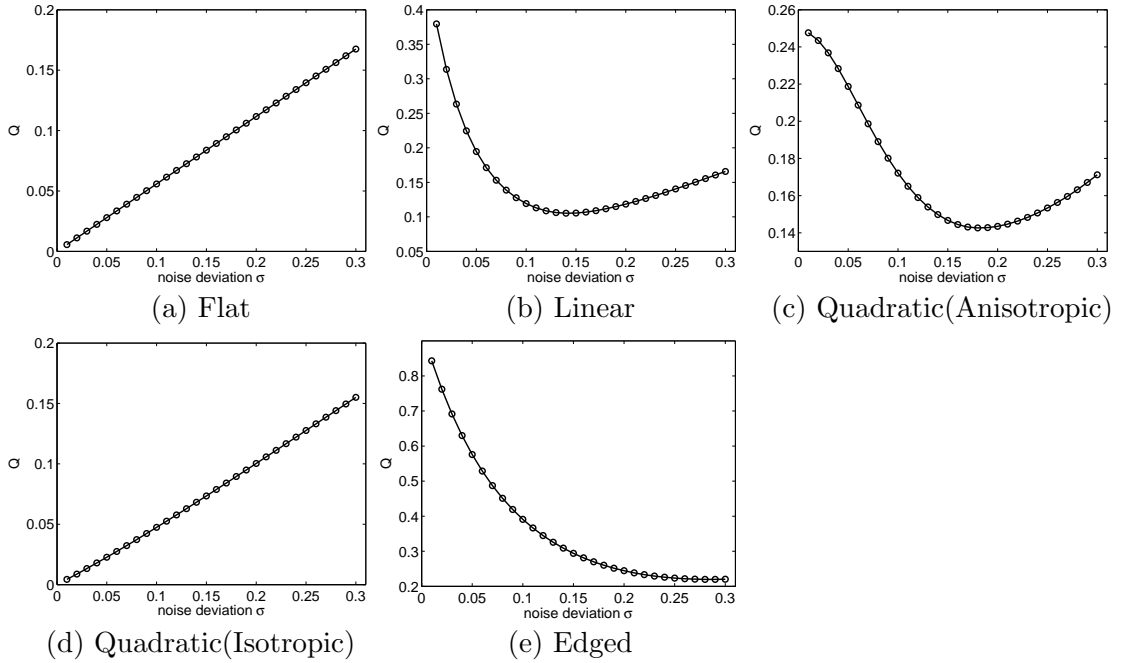 0.2
0.15
0.1
0.05
0
Q
0 0.05 0.1 0.15 0.2 0.25 0.3
noise deviation σ
(a) Flat
0.4
0.35
0.3
0.25
0.2
0.15
0.1
0.05
Q
0 0.05 0.1 0.15 0.2 0.25 0.3
noise deviation σ
(b) Linear
0.26
0.24
0.22
0.2
0.18
0.16
0.14
Q
0 0.05 0.1 0.15 0.2 0.25 0.3
noise deviation σ
(c) Quadratic(Anisotropic)
0.2
0.15
0.1
0.05
0
Q
0 0.05 0.1 0.15 0.2 0.25 0.3
noise deviation σ
(d) Quadratic(Isotropic)
0.8
0.7
0.6
0.5
0.4
0.3
0.2
Q
0 0.05 0.1 0.15 0.2 0.25 0.3
noise deviation σ
(e) Edged